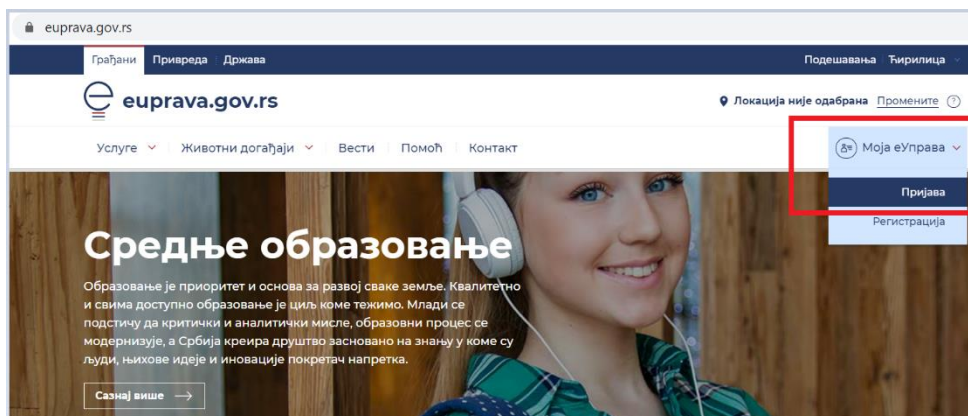 euprava.gov.rs
Грађани Привреда Држава Подешавања Ћирилица
euprava.gov.rs Локација није одабрана Промените ?
Услуге Животни догађаји Вести Помоћ Контакт Моја еУправа
Пријава
Регистрација
Средње образовање
Образовање је приоритет и основа за развој сваке земље. Квалитетно
и свима доступно образовање је циљ коме тежимо. Млади се
подстичу да критички и аналитички мисле, образовни процес се
модернизује, а Србија креира друштво засновано на знању у коме су
људи, њихове идеје и иновације покретач напретка.
Сазнај више